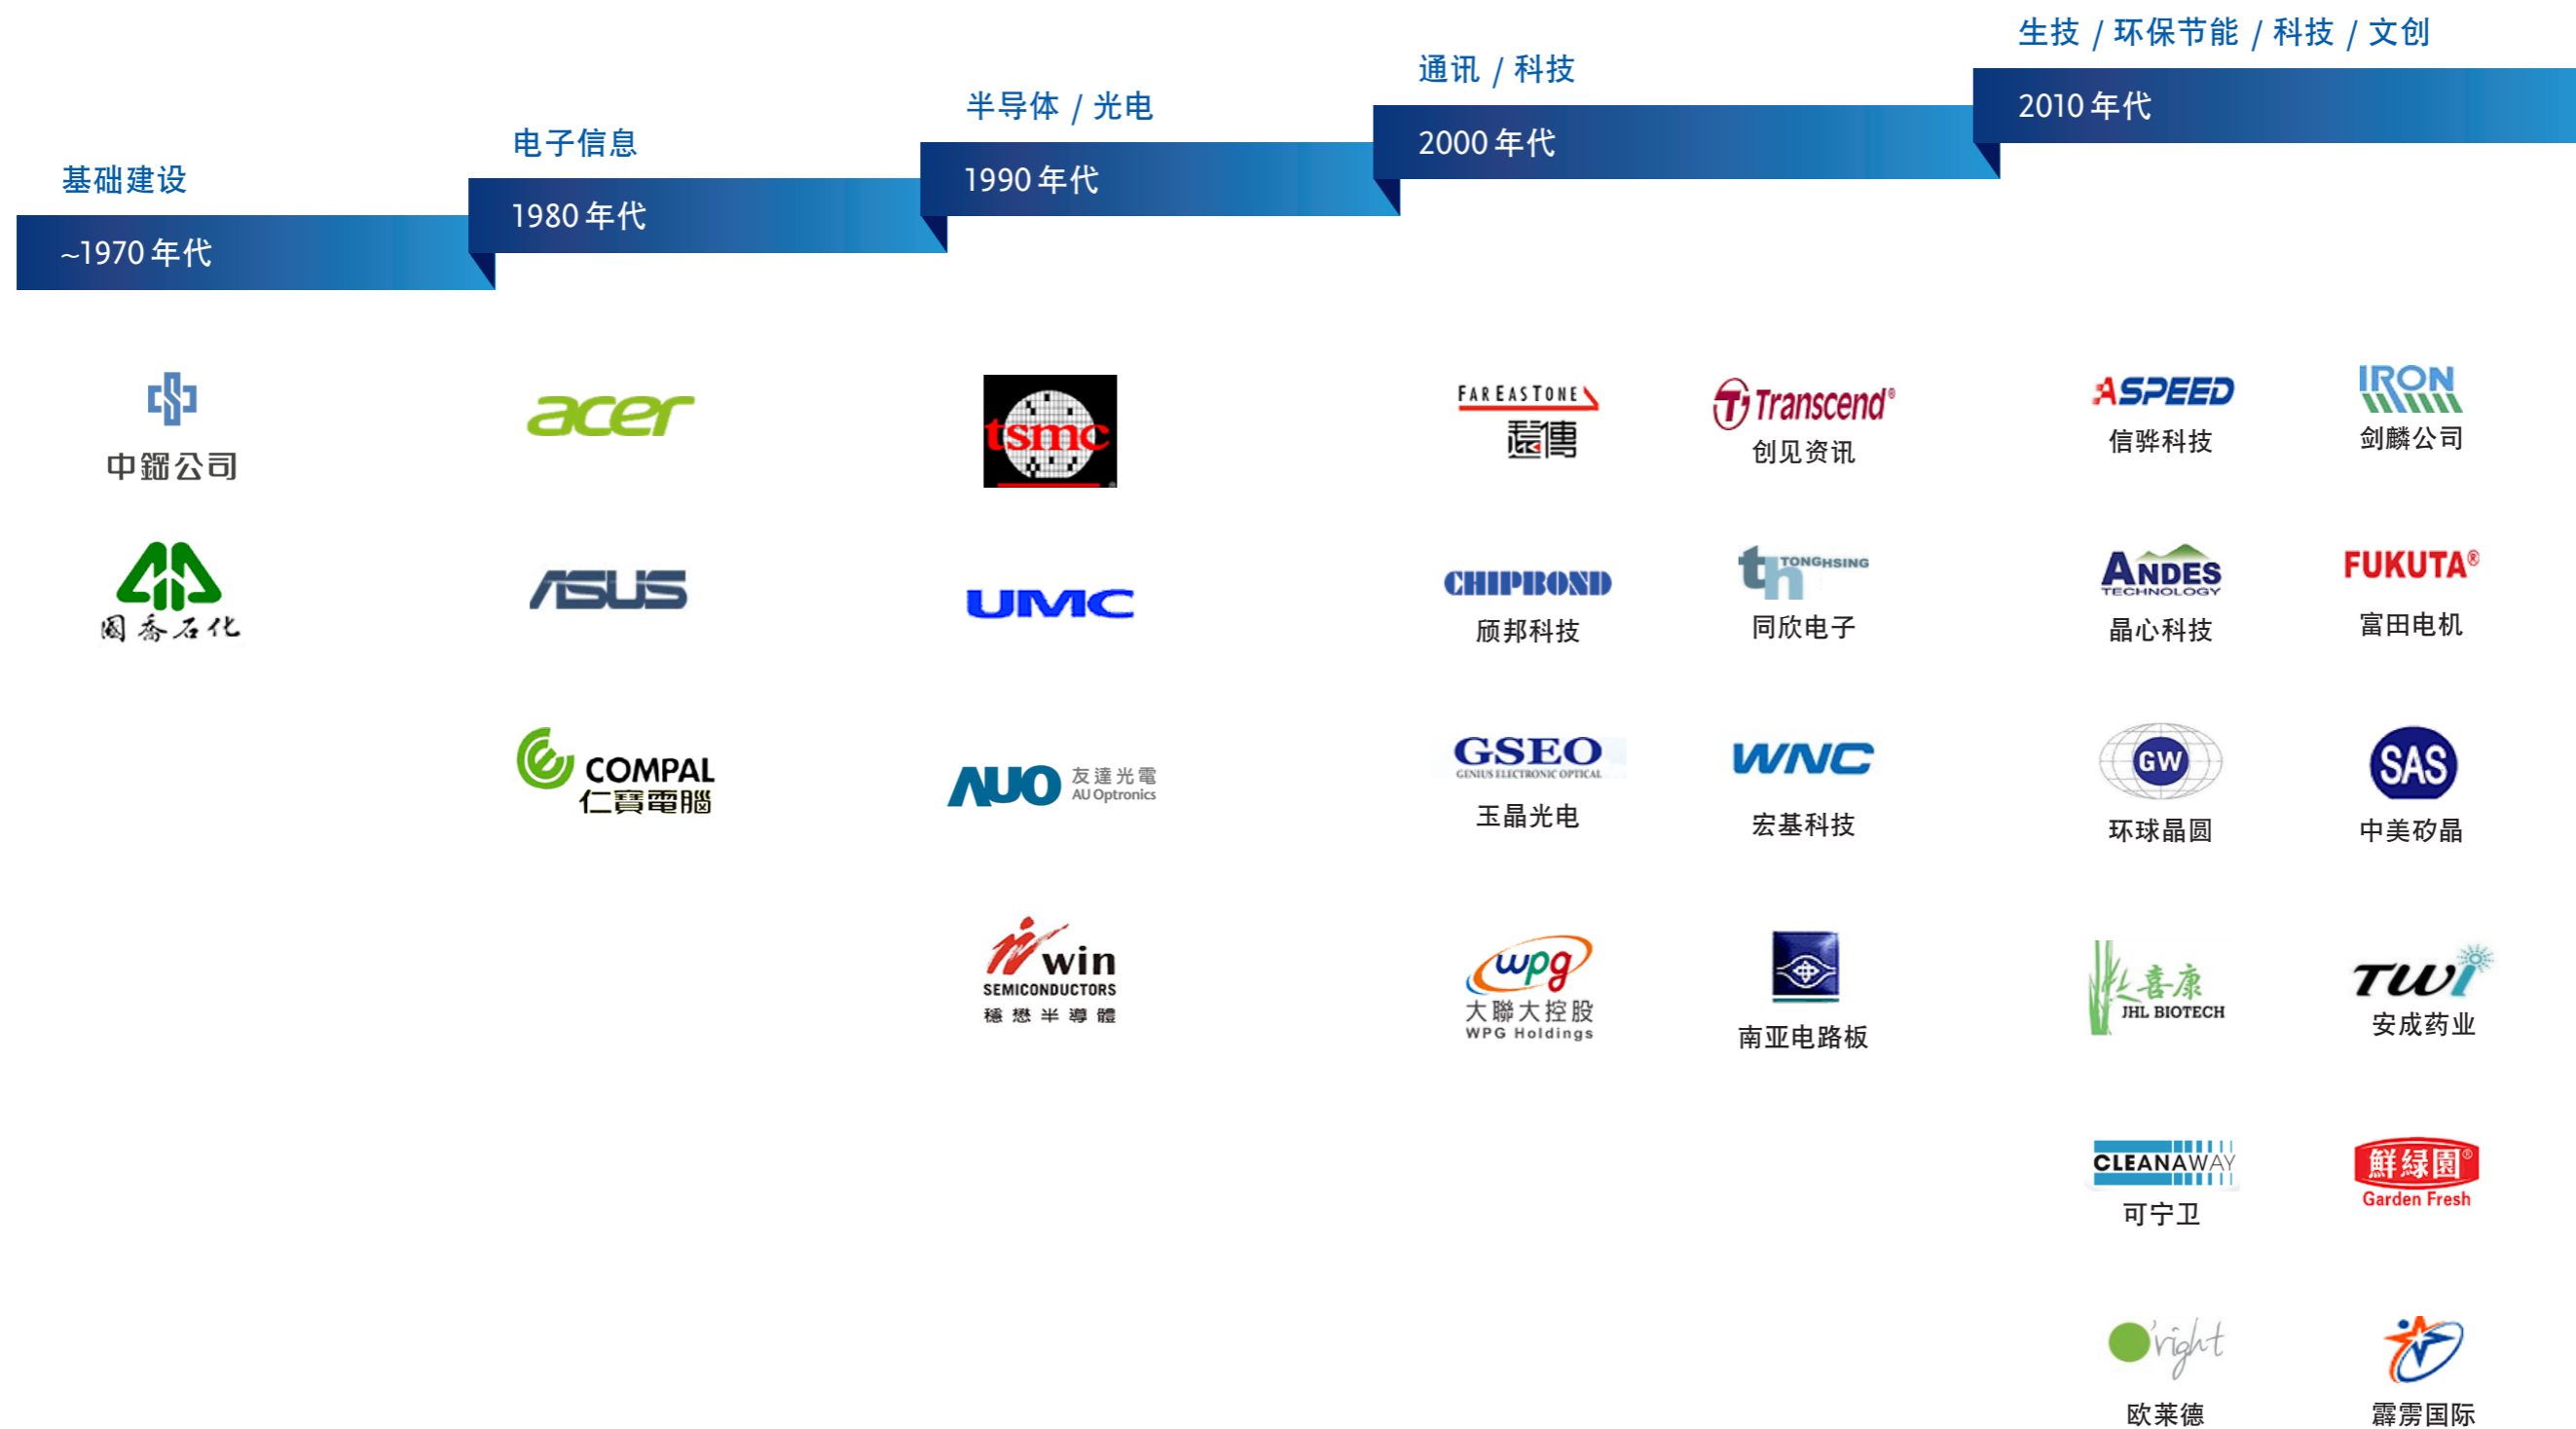 基础建设
~1970 年代
中鋼公司
國喬石化
电子信息
1980 年代
acer
ASUS
COMPAL
仁寶電腦
半导体 / 光电
1990 年代
tsmc
UMC
AUO 友達光電
AU Optronics
win
SEMICONDUCTORS
穩懋半導體
通讯 / 科技
2000 年代
FAREASTONE
遠傳
Transcend®
创见资讯
CHIPBOND
颀邦科技
th TONGHSING
同欣电子
GSEO
GENIUS ELECTRONIC OPTICAL
玉晶光电
WNC
宏基科技
wpg
大聯大控股
WPG Holdings
南亚电路板
生技 / 环保节能 / 科技 / 文创
2010 年代
ASPEED
信骅科技
IRON
剑麟公司
ANDES
TECHNOLOGY
晶心科技
FUKUTA®
富田电机
GW
环球晶圆
SAS
中美矽晶
喜康
JHL BIOTECH
TWi
安成药业
CLEANAWAY
可宁卫
鮮緑園®
Garden Fresh
O'right
欧莱德
霹雳国际